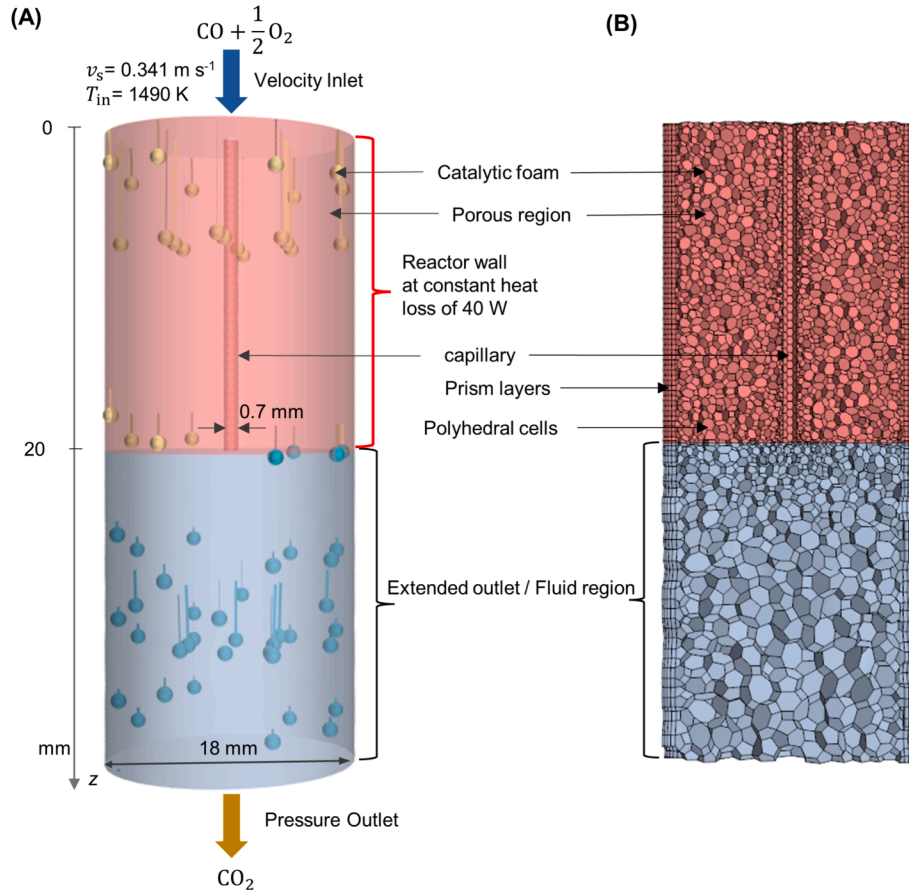 (A)
(B)
CO + 1/2 O₂
vₛ= 0.341 m s⁻¹
Tᵢₙ= 1490 K
Velocity Inlet
0
Catalytic foam
Porous region
Reactor wall
at constant heat
loss of 40 W
capillary
Prism layers
0.7 mm
Polyhedral cells
20
Extended outlet / Fluid region
18 mm
mm
z
Pressure Outlet
CO₂